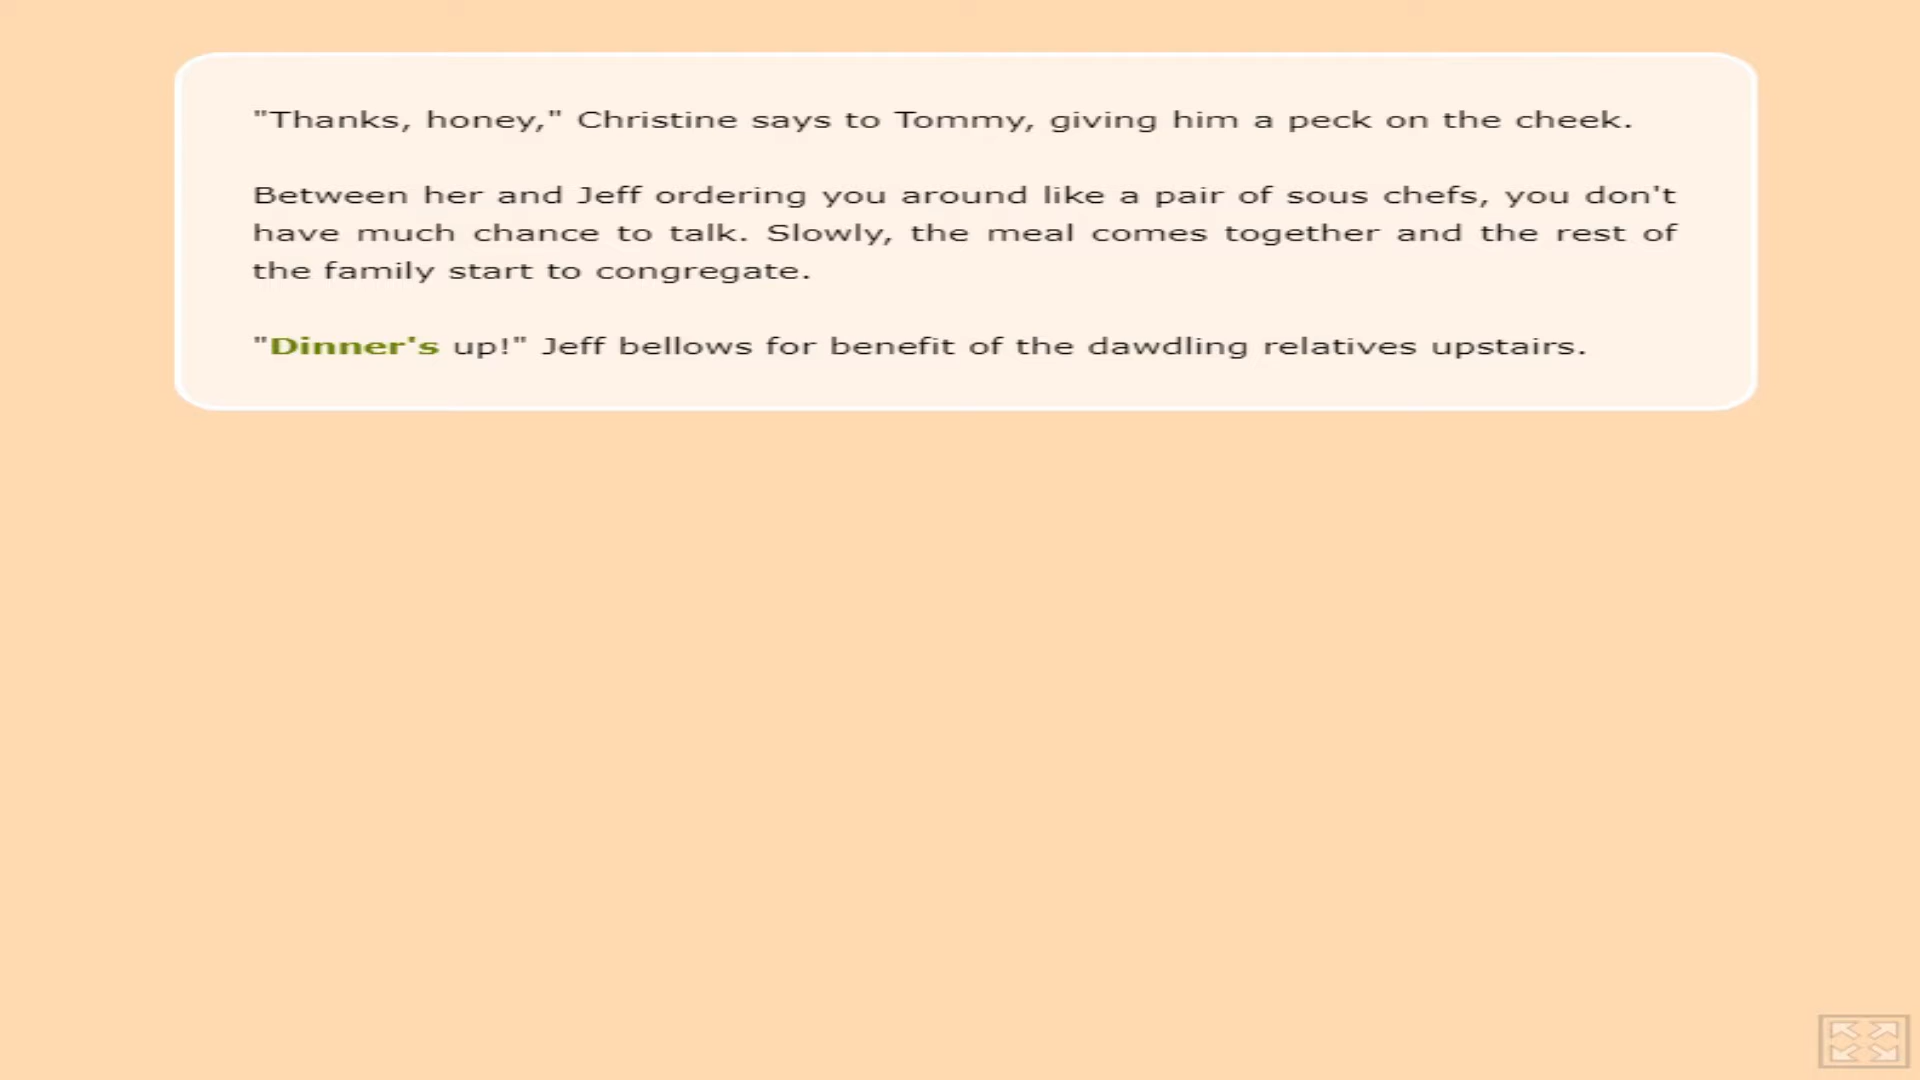 "Thanks, honey," Christine says to Tommy, giving him a peck on the cheek.
Between her and Jeff ordering you around like a pair of sous chefs, you don't
have much chance to talk. Slowly, the meal comes together and the rest of
the family start to congregate.
"Dinner's up!" Jeff bellows for benefit of the dawdling relatives upstairs.